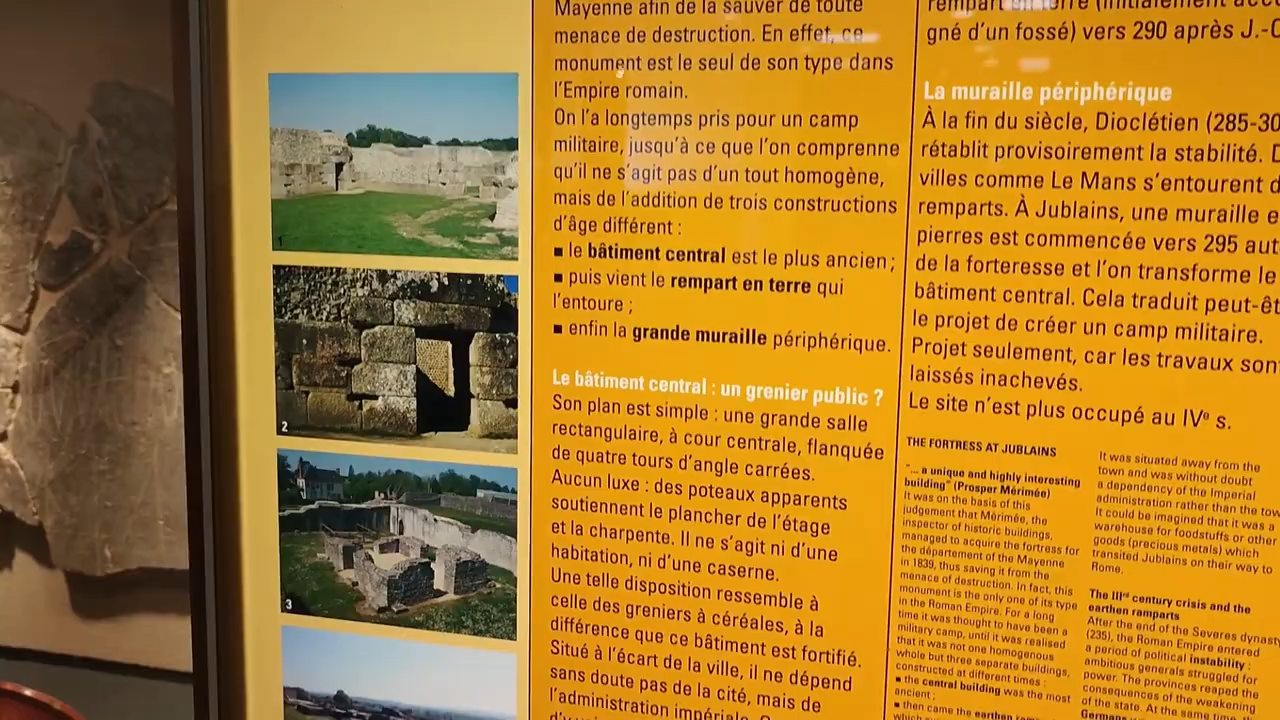 1
2
3
Mayenne afin de la sauver de toute
menace de destruction. En effet, ce
monument est le seul de son type dans
l'Empire romain.
On l'a longtemps pris pour un camp
militaire, jusqu'à ce que l'on comprenne
qu'il ne s'agit pas d'un tout homogène,
mais de l'addition de trois constructions
d'âge différent :
▪ le bâtiment central est le plus ancien ;
▪ puis vient le rempart en terre qui
l'entoure ;
▪ enfin la grande muraille périphérique.
Le bâtiment central : un grenier public ?
Son plan est simple : une grande salle
rectangulaire, à cour centrale, flanquée
de quatre tours d'angle carrées.
Aucun luxe : des poteaux apparents
soutiennent le plancher de l'étage
et la charpente. Il ne s'agit ni d'une
habitation, ni d'une caserne.
Une telle disposition ressemble à
celle des greniers à céréales, à la
différence que ce bâtiment est fortifié.
Situé à l'écart de la ville, il ne dépend
sans doute pas de la cité, mais de
l'administration impériale.
rempart en terre (initialement
gné d'un fossé) vers 290 après J.-C
La muraille périphérique
À la fin du siècle, Dioclétien (285-30
rétablit provisoirement la stabilité. D
villes comme Le Mans s'entourent d
remparts. À Jublains, une muraille e
pierres est commencée vers 295 aut
de la forteresse et l'on transforme le
bâtiment central. Cela traduit peut-êt
le projet de créer un camp militaire.
Projet seulement, car les travaux son
laissés inachevés.
Le site n'est plus occupé au IVe s.
THE FORTRESS AT JUBLAINS
"... a unique and highly interesting
building" (Prosper Mérimée)
It was on the basis of this
judgement that Mérimée, the
inspector of historic buildings,
managed to acquire the fortress for
the département of the Mayenne
in 1839, thus saving it from the
menace of destruction. In fact, this
monument is the only one of its type
in the Roman Empire. For a long
time it was thought to have been a
military camp, until it was realised
that it was not one homogenous
whole but three separate buildings,
constructed at different times :
▪ the central building was the most
ancient ;
▪ then came the earthen
It was situated away from the
town and was without doubt
a dependency of the Imperial
administration rather than the tow
It could be imagined that it was a
warehouse for foodstuffs or other
goods (precious metals) which
transited Jublains on their way to
Rome.
The IIIrd century crisis and the
earthen ramparts
After the end of the Severes dynasty
(235), the Roman Empire entered
a period of political instability :
ambitious generals struggled for
power. The provinces reaped the
consequences of the weakening
of the state. At the same time,